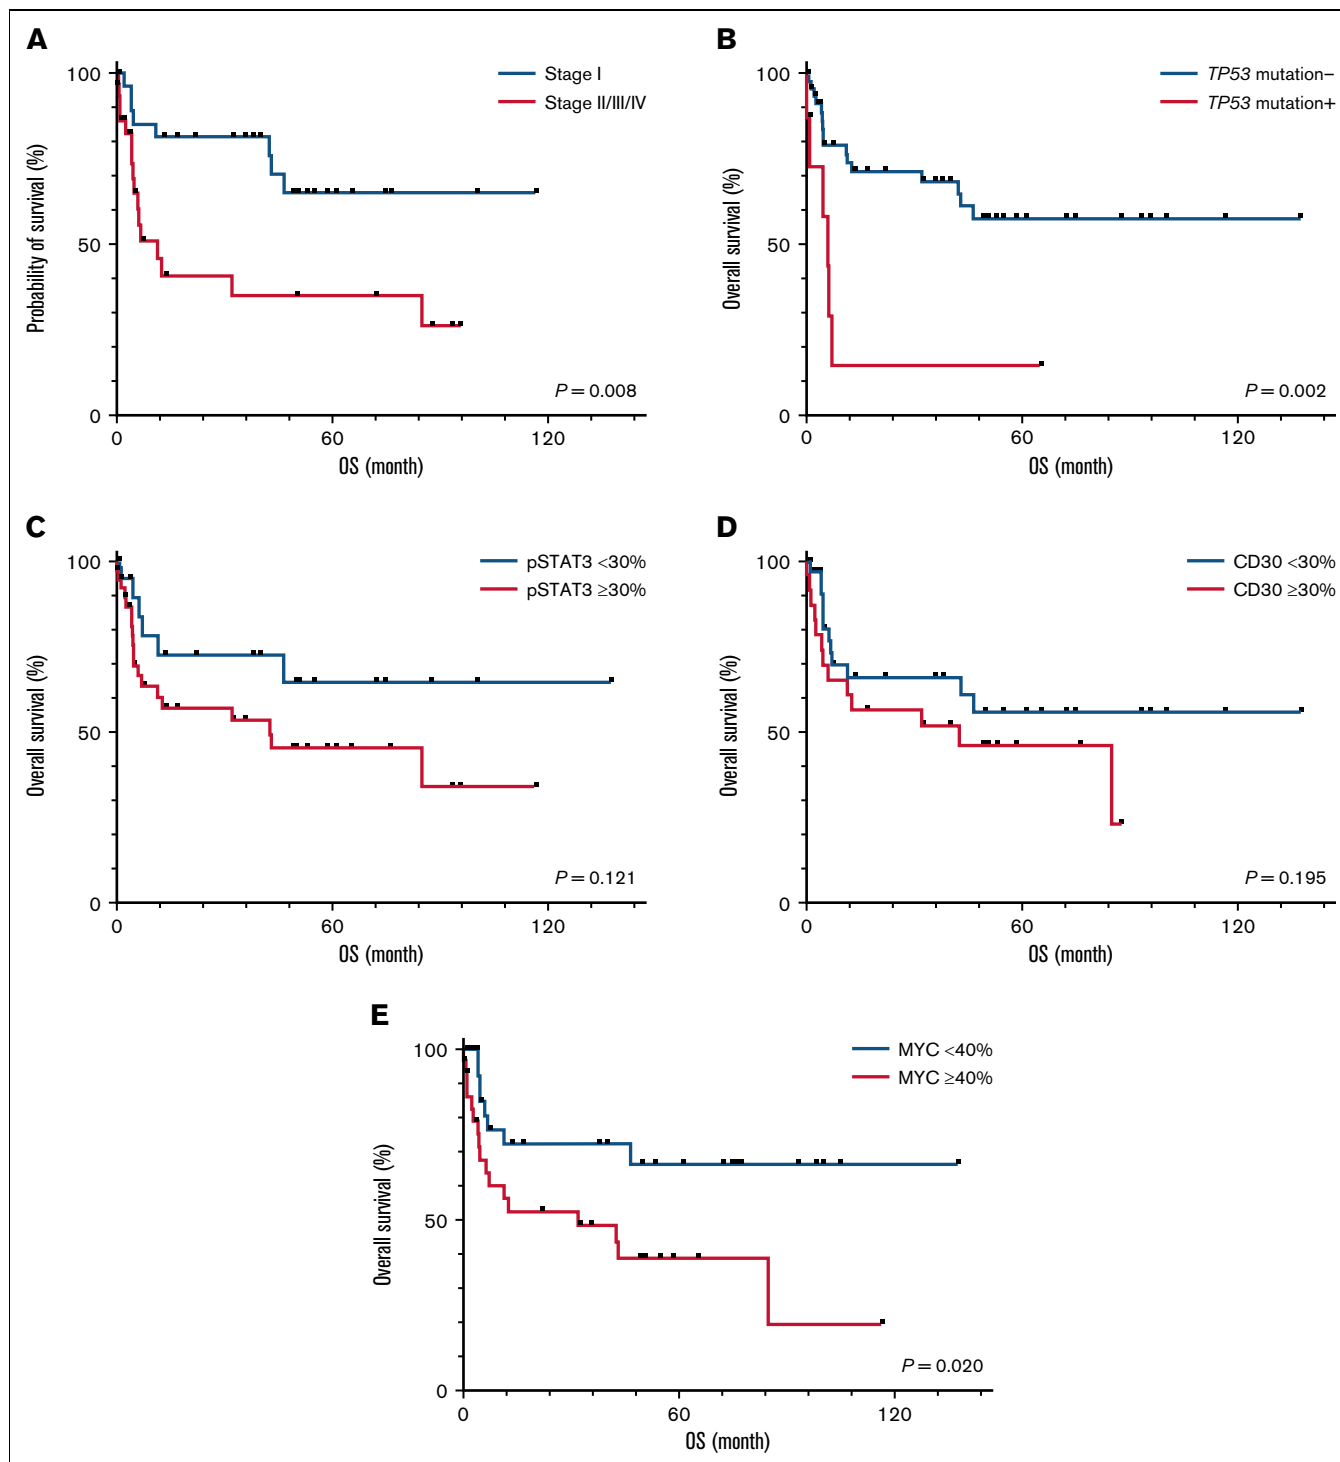 A
Stage I
Stage II/III/IV
Probability of survival (%)
100
50
0
P = 0.008
0 60 120
OS (month)
B
TP53 mutation–
TP53 mutation+
Overall survival (%)
100
50
0
P = 0.002
0 60 120
OS (month)
C
pSTAT3 <30%
pSTAT3 ≥30%
Overall survival (%)
100
50
0
P = 0.121
0 60 120
OS (month)
D
CD30 <30%
CD30 ≥30%
Overall survival (%)
100
50
0
P = 0.195
0 60 120
OS (month)
E
MYC <40%
MYC ≥40%
Overall survival (%)
100
50
0
P = 0.020
0 60 120
OS (month)